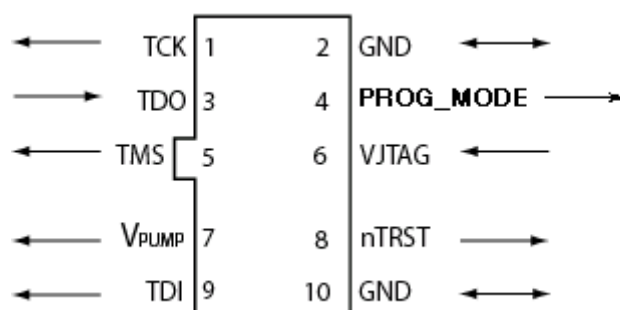 TCK 1 2 GND
TDO 3 4 PROG_MODE
TMS 5 6 VJTAG
VPUMP 7 8 nTRST
TDI 9 10 GND